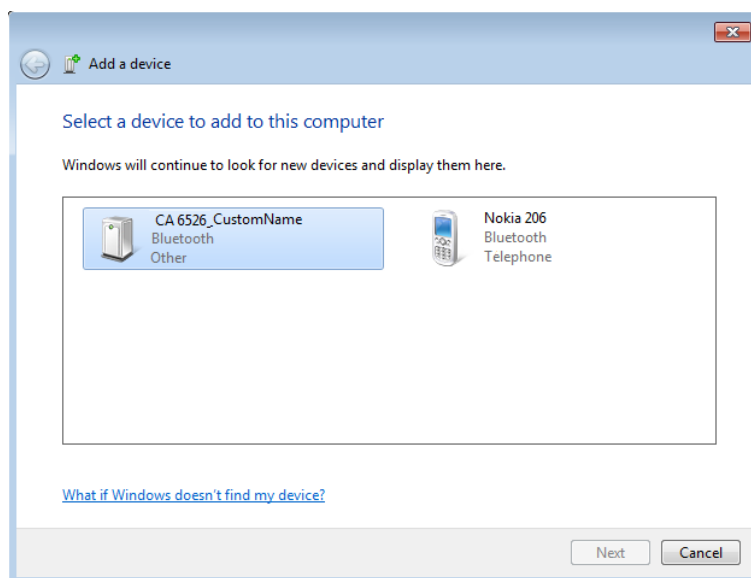 Add a device
Select a device to add to this computer
Windows will continue to look for new devices and display them here.
CA 6526_CustomName
Bluetooth
Other
Nokia 206
Bluetooth
Telephone
What if Windows doesn't find my device?
Next
Cancel